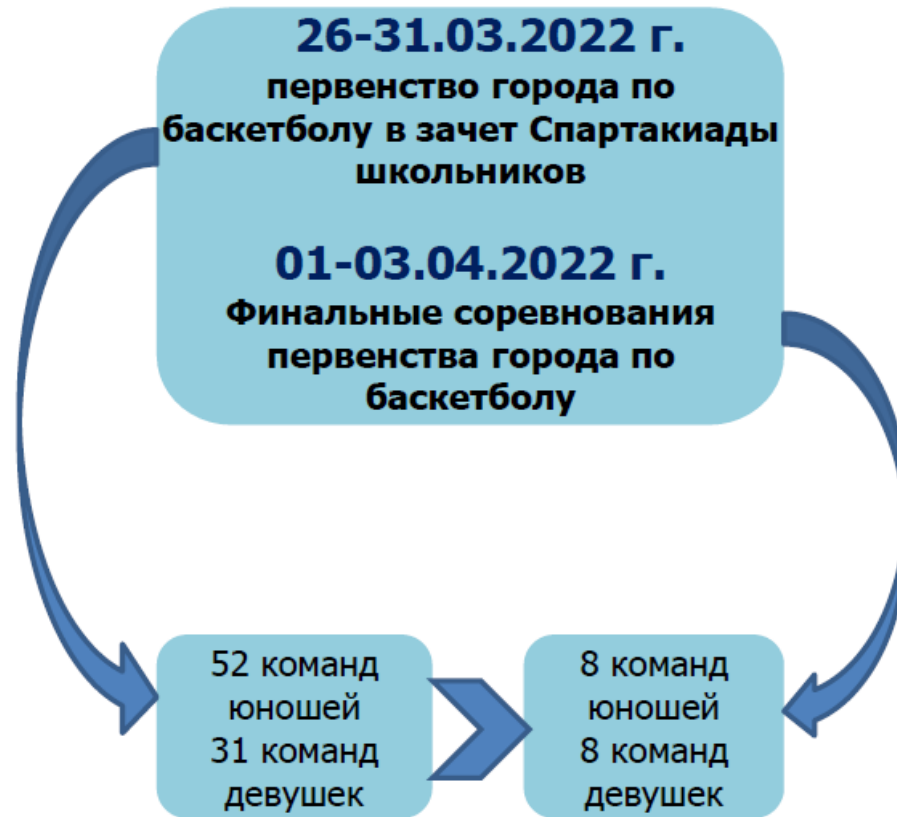 26-31.03.2022 г.
первенство города по
баскетболу в зачет Спартакиады
школьников
01-03.04.2022 г.
Финальные соревнования
первенства города по
баскетболу
52 команд
юношей
31 команд
девушек
8 команд
юношей
8 команд
девушек